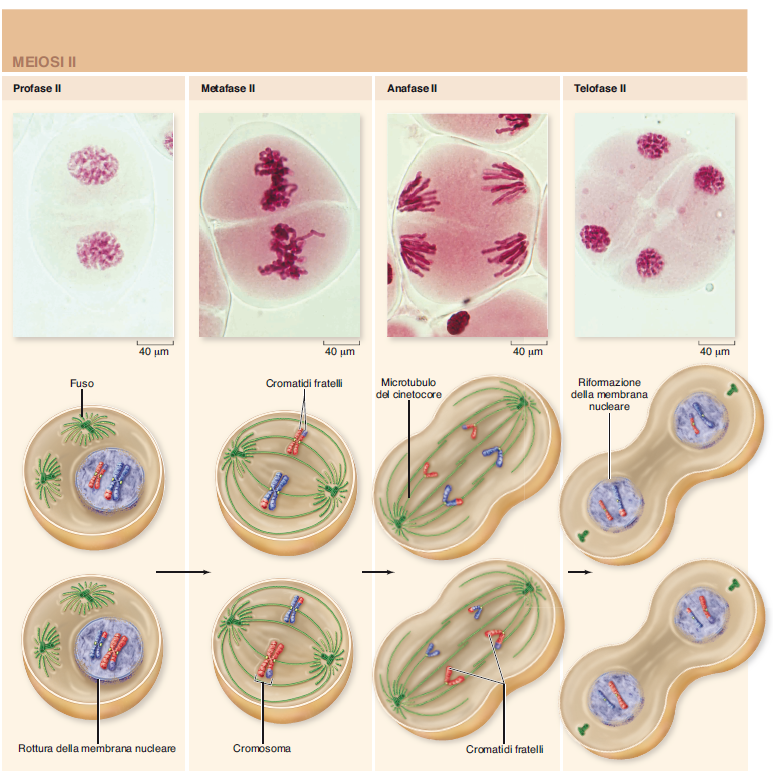 MEIOSI II
Profase II
Metafase II
Anafase II
Telofase II
40 µm
40 µm
40 µm
40 µm
Fuso
Cromatidi fratelli
Microtubulo
del cinetocore
Riformazione
della membrana
nucleare
Rottura della membrana nucleare
Cromosoma
Cromatidi fratelli